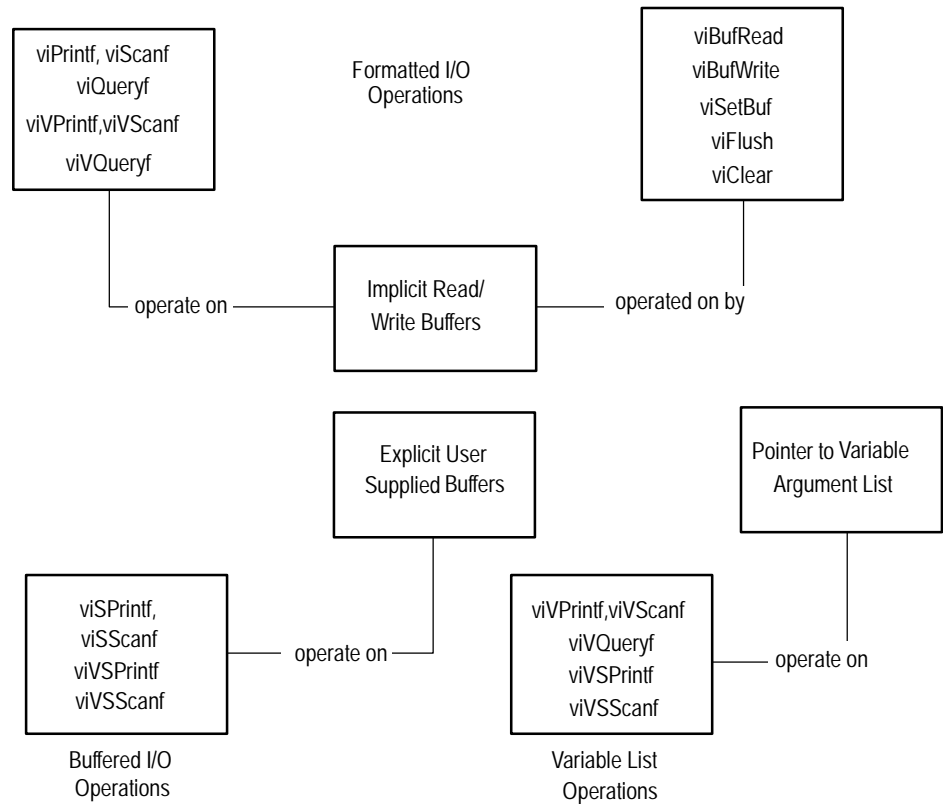 viPrintf, viScanf
viQueryf
viVPrintf,viVScanf
viVQueryf
Formatted I/O
Operations
viBufRead
viBufWrite
viSetBuf
viFlush
viClear
operate on
Implicit Read/
Write Buffers
operated on by
Explicit User
Supplied Buffers
Pointer to Variable
Argument List
viSPrintf,
viSScanf
viVSPrintf
viVSScanf
operate on
viVPrintf,viVScanf
viVQueryf
viVSPrintf
viVSScanf
operate on
Buffered I/O
Operations
Variable List
Operations